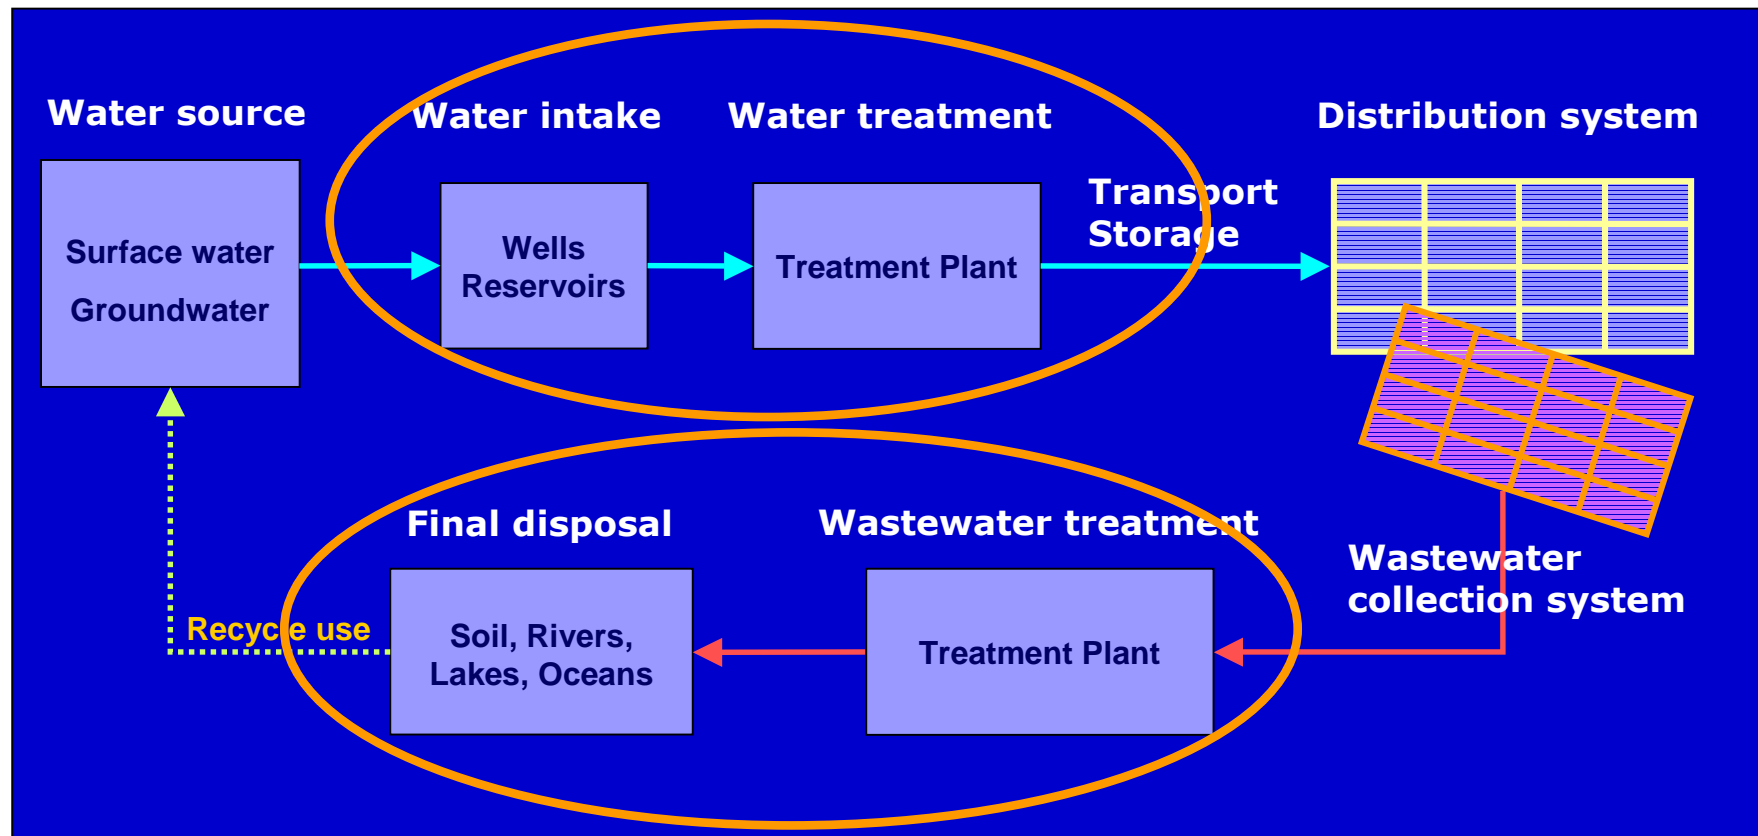 Water source
Water intake
Water treatment
Distribution system
Surface water
Groundwater
Wells
Reservoirs
Treatment Plant
Transport
Storage
Final disposal
Wastewater treatment
Wastewater
collection system
Recycle use
Soil, Rivers,
Lakes, Oceans
Treatment Plant